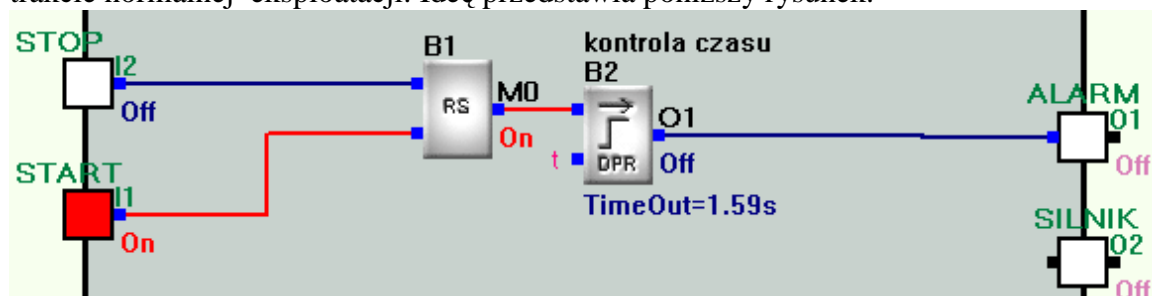 trakcie normalnej eksploatacji. Ideę przedstawia poniższy rysunek.
STOP
I2
Off
START
I1
On
B1
RS
M0
On
kontrola czasu
B2
t
DPR
O1
Off
TimeOut=1.59s
ALARM
O1
Off
SILNIK
O2
Off